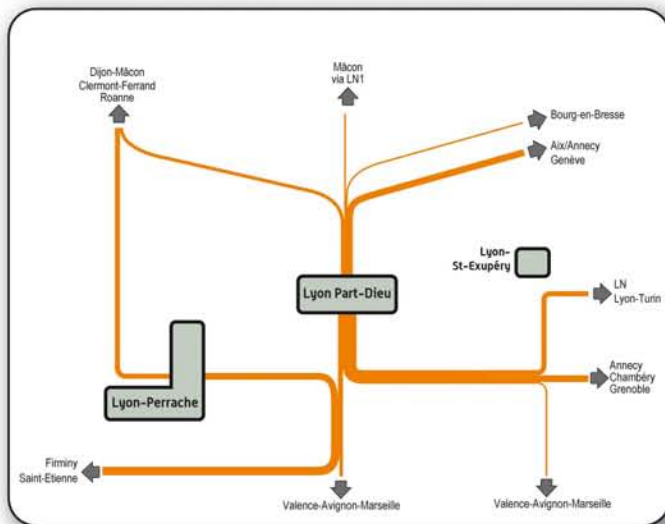 Dijon-Mâcon
Clermont-Ferrand
Roanne
Mâcon
via LN1
Bourg-en-Bresse
Aix/Annecy
Genève
Lyon-
St-Exupéry
Lyon Part-Dieu
LN
Lyon-Turin
Annecy
Chambéry
Grenoble
Lyon-Perrache
Firminy
Saint-Etienne
Valence-Avignon-Marseille
Valence-Avignon-Marseille